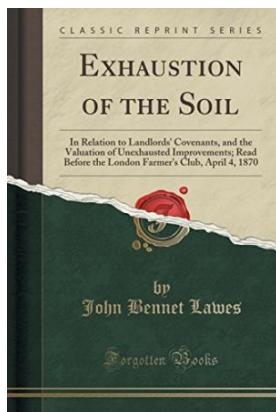 CLASSIC REPRINT SERIES
EXHAUSTION
OF THE SOIL
In Relation to Landlords' Covenants, and the
Valuation of Unexhausted Improvements; Read
Before the London Farmer's Club, April 4, 1870
by
John Bennet Lawes
Forgotten Books